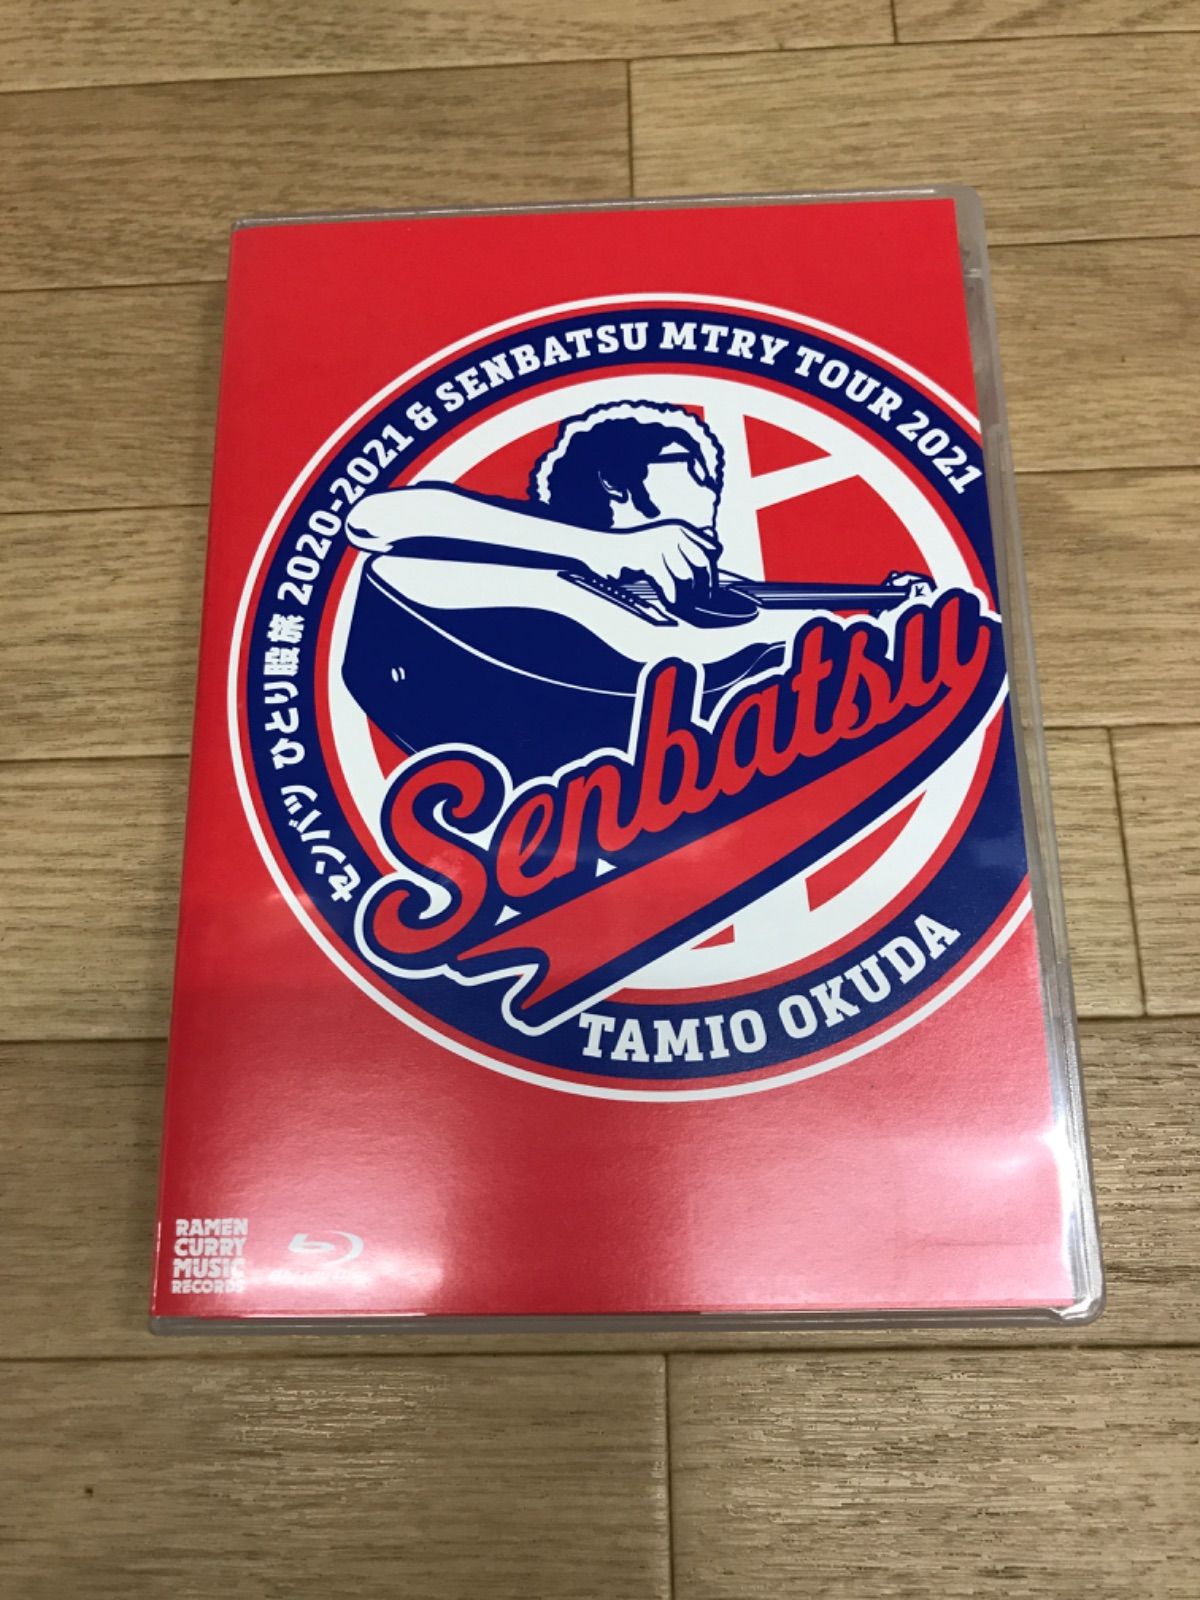 センバツ ひとり股旅 2020-2021 & SENBATSU MTRY TOUR 2021
Senbatsu
TAMIO OKUDA
RAMEN
CURRY
MUSIC
RECORDS